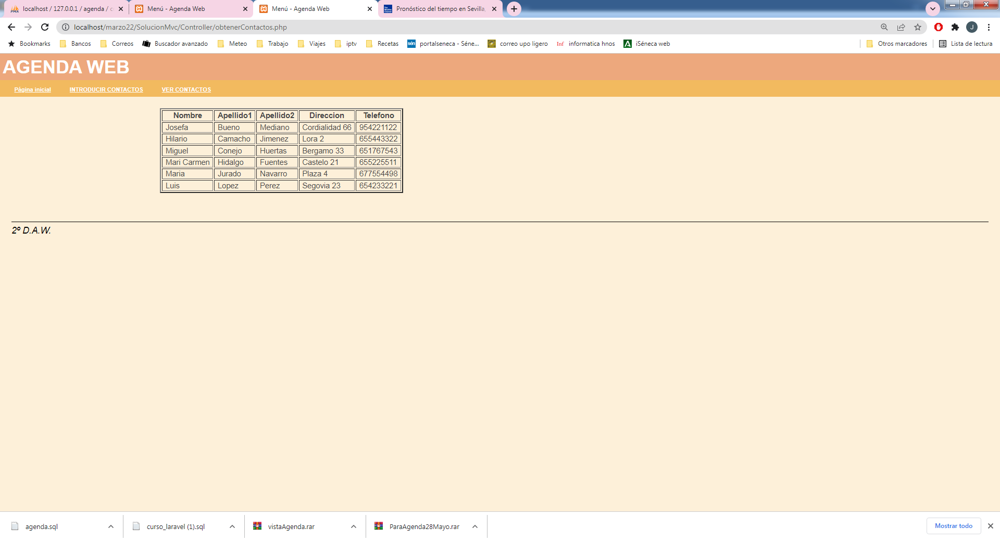 localhost / 127.0.0.1 / agenda / c
Menú - Agenda Web
Menú - Agenda Web
Pronóstico del tiempo en Sevilla,
localhost/marzo22/SolucionMvc/Controller/obtenerContactos.php
J
Bookmarks Bancos Correos Buscador avanzado Meteo Trabajo Viajes iptv Recetas portalseneca - Séne... correo upo ligero informatica hnos iSéneca web Otros marcadores Lista de lectura
AGENDA WEB
Página inicial INTRODUCIR CONTACTOS VER CONTACTOS
Nombre Apellido1 Apellido2 Direccion Telefono
Josefa Bueno Mediano Cordialidad 66 954221122
Hilario Camacho Jimenez Lora 2 655443322
Miguel Conejo Huertas Bergamo 33 651767543
Mari Carmen Hidalgo Fuentes Castelo 21 655225511
Maria Jurado Navarro Plaza 4 677554498
Luis Lopez Perez Segovia 23 654233221
2º D.A.W.
agenda.sql curso_laravel (1).sql vistaAgenda.rar ParaAgenda28Mayo.rar Mostrar todo